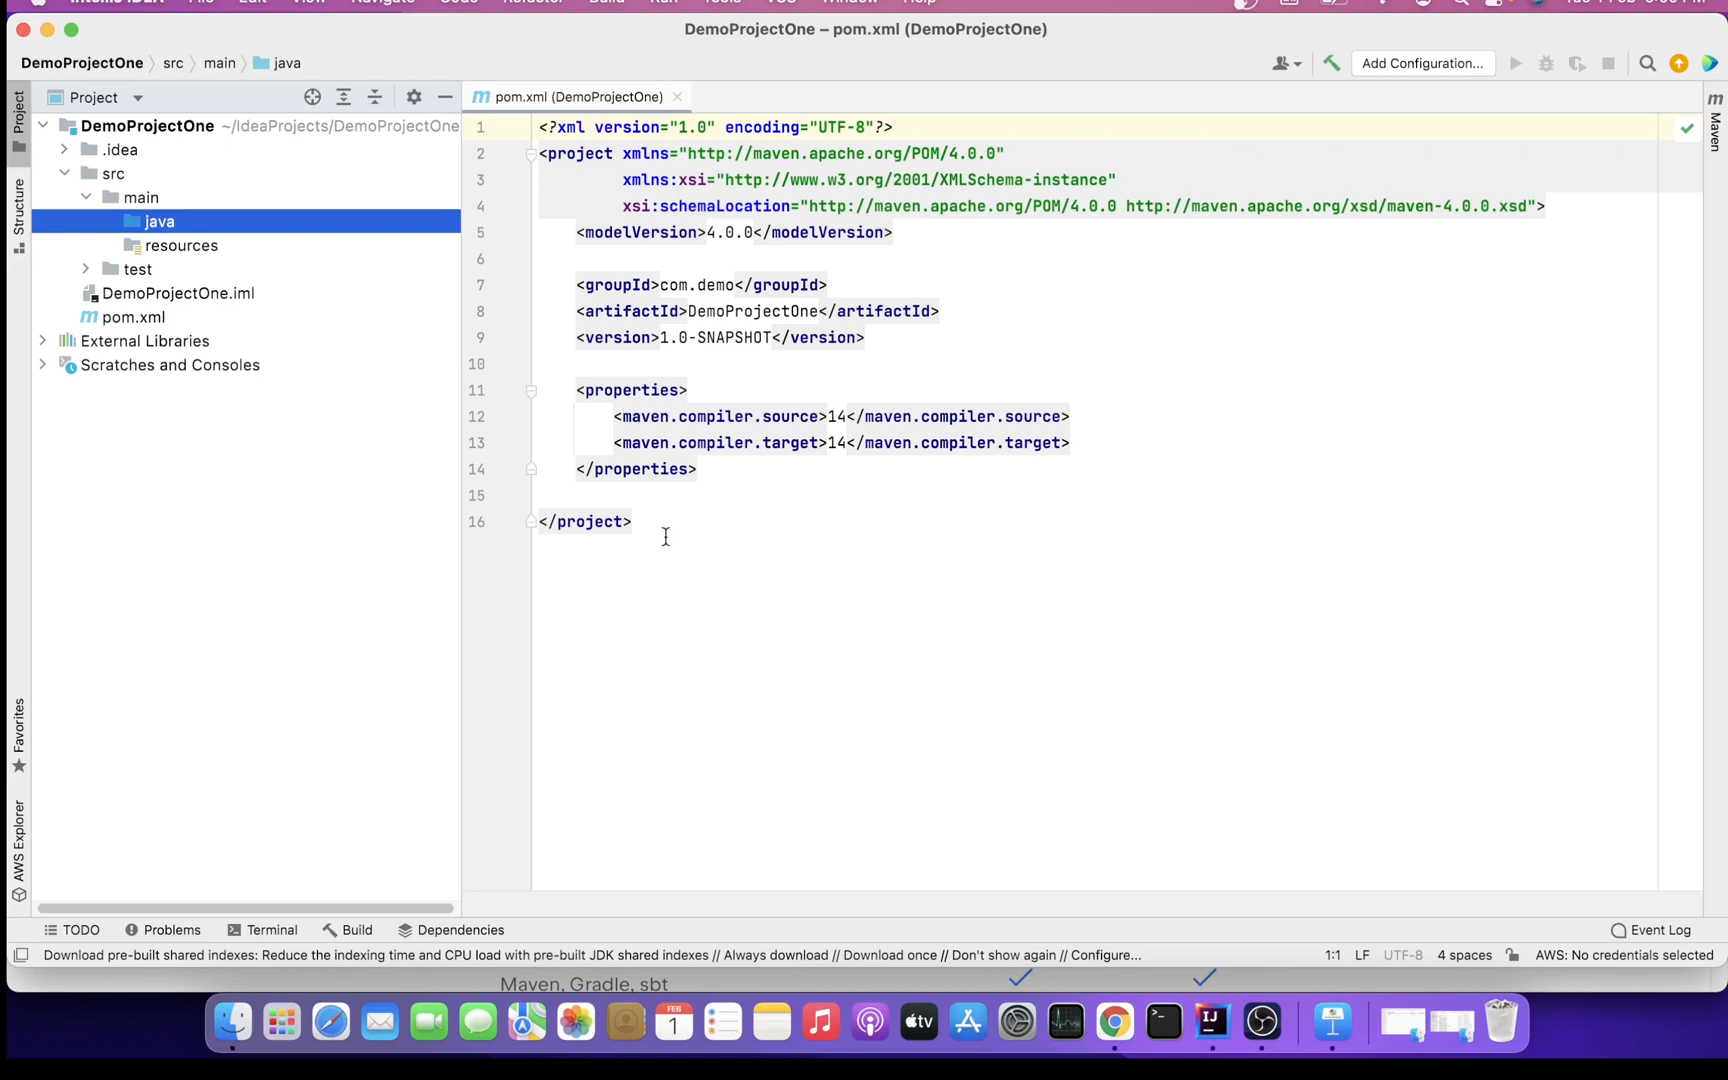 DemoProjectOne – pom.xml (DemoProjectOne)
DemoProjectOne
src
main
java
Add Configuration...
Project
Project
pom.xml (DemoProjectOne)
DemoProjectOne ~/IdeaProjects/DemoProjectOne
.idea
src
main
java
resources
test
DemoProjectOne.iml
pom.xml
External Libraries
Scratches and Consoles
Structure
Favorites
AWS Explorer
1 <?xml version="1.0" encoding="UTF-8"?>
2 <project xmlns="http://maven.apache.org/POM/4.0.0"
3 xmlns:xsi="http://www.w3.org/2001/XMLSchema-instance"
4 xsi:schemaLocation="http://maven.apache.org/POM/4.0.0 http://maven.apache.org/xsd/maven-4.0.0.xsd">
5 <modelVersion>4.0.0</modelVersion>
6
7 <groupId>com.demo</groupId>
8 <artifactId>DemoProjectOne</artifactId>
9 <version>1.0-SNAPSHOT</version>
10
11 <properties>
12 <maven.compiler.source>14</maven.compiler.source>
13 <maven.compiler.target>14</maven.compiler.target>
14 </properties>
15
16 </project>
m
Maven
TODO
Problems
Terminal
Build
Dependencies
Event Log
Download pre-built shared indexes: Reduce the indexing time and CPU load with pre-built JDK shared indexes // Always download // Download once // Don't show again // Configure...
1:1 LF UTF-8 4 spaces AWS: No credentials selected
Maven, Gradle, sbt
FEB
1
tv
IJ